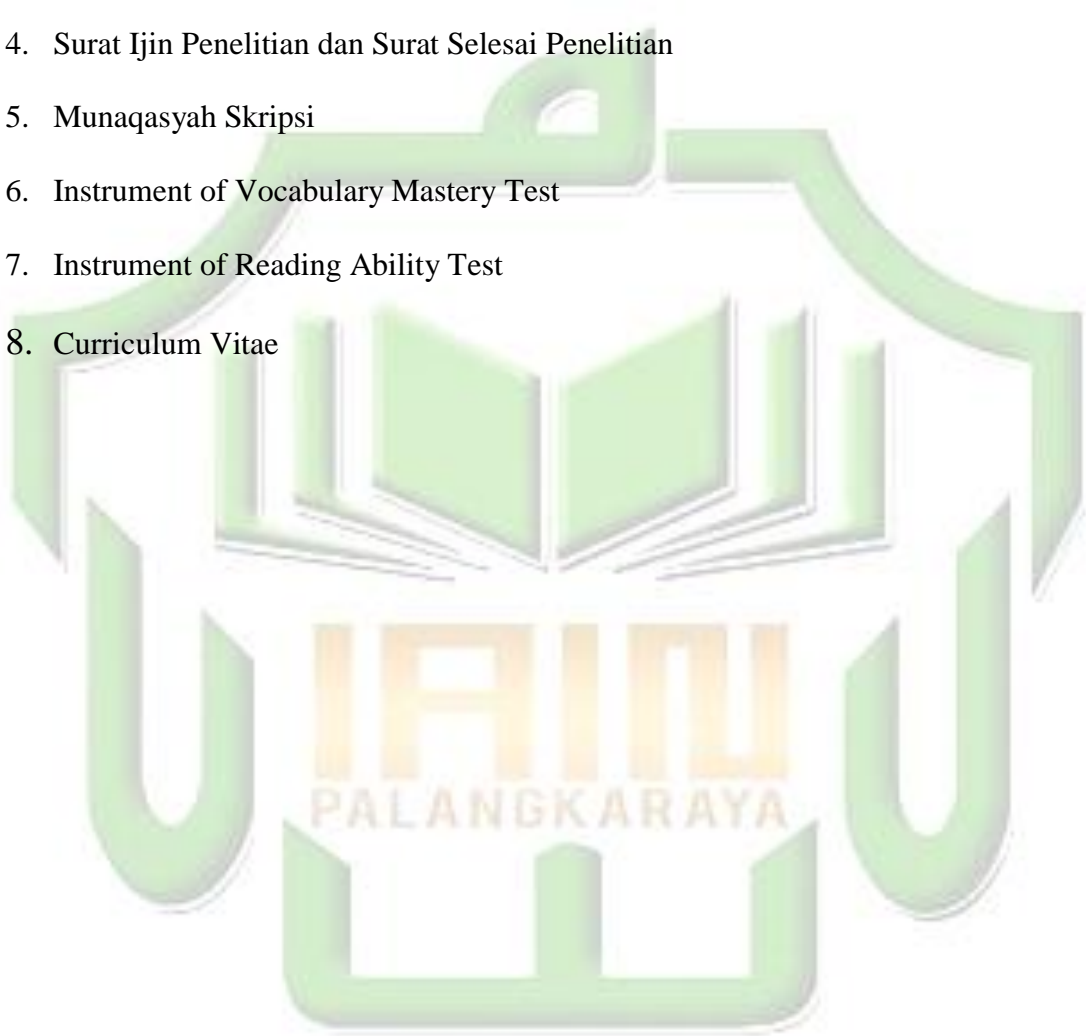 4. Surat Ijin Penelitian dan Surat Selesai Penelitian
5. Munaqasyah Skripsi
6. Instrument of Vocabulary Mastery Test
7. Instrument of Reading Ability Test
8. Curriculum Vitae
IAIN
PALANGKARAYA